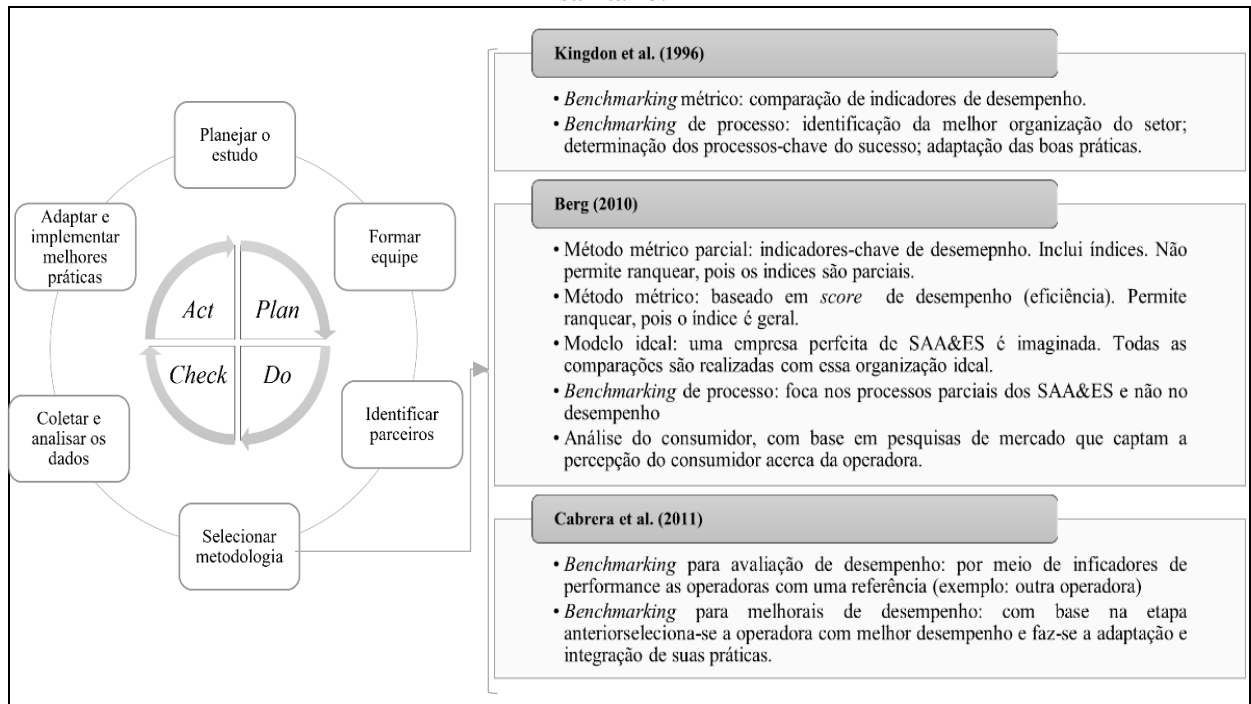 Planejar o
estudo
Formar
equipe
Identificar
parceiros
Selecionar
metodologia
Coletar e
analisar os
dados
Adaptar e
implementar
melhores
práticas
Act
Plan
Check
Do
Kingdon et al. (1996)
• Benchmarking métrico: comparação de indicadores de desempenho.
• Benchmarking de processo: identificação da melhor organização do setor;
determinação dos processos-chave do sucesso; adaptação das boas práticas.
Berg (2010)
• Método métrico parcial: indicadores-chave de desemepnho. Inclui índices. Não
permite ranquear, pois os índices são parciais.
• Método métrico: baseado em score de desempenho (eficiência). Permite
ranquear, pois o índice é geral.
• Modelo ideal: uma empresa perfeita de SAA&ES é imaginada. Todas as
comparações são realizadas com essa organização ideal.
• Benchmarking de processo: foca nos processos parciais dos SAA&ES e não no
desempenho
• Análise do consumidor, com base em pesquisas de mercado que captam a
percepção do consumidor acerca da operadora.
Cabrera et al. (2011)
• Benchmarking para avaliação de desempenho: por meio de inficadores de
performance as operadoras com uma referência (exemplo: outra operadora)
• Benchmarking para melhorais de desempenho: com base na etapa
anteriorseleciona-se a operadora com melhor desempenho e faz-se a adaptação e
integração de suas práticas.